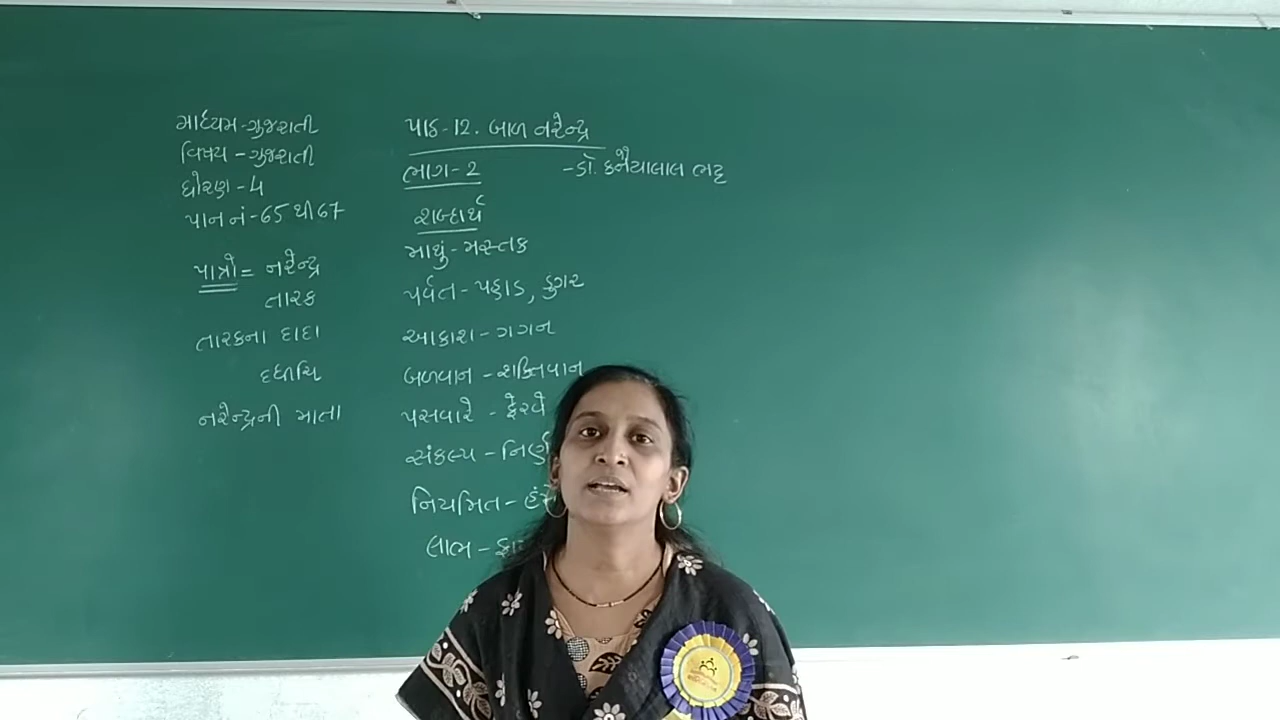 માધ્યમ-ગુજરાતી
વિષય - ગુજરાતી
ધોરણ - 4
પાન નં-65 થી 67
પાત્રો = નરેન્દ્ર
તારક
તારકના દાદા
દધીચિ
નરેન્દ્રની માતા
પાઠ-12. બાળ નરેન્દ્ર
ભાગ-2 -ડૉ. કનૈયાલાલ ભટ્ટ
શબ્દાર્થ
માથું-મસ્તક
પર્વત-પહાડ, ડુગર
આકાશ-ગગન
બળવાન -શક્તિવાન
પસવારે - ફેરવે
સંકલ્પ -
નિયમિત-
લાભ -